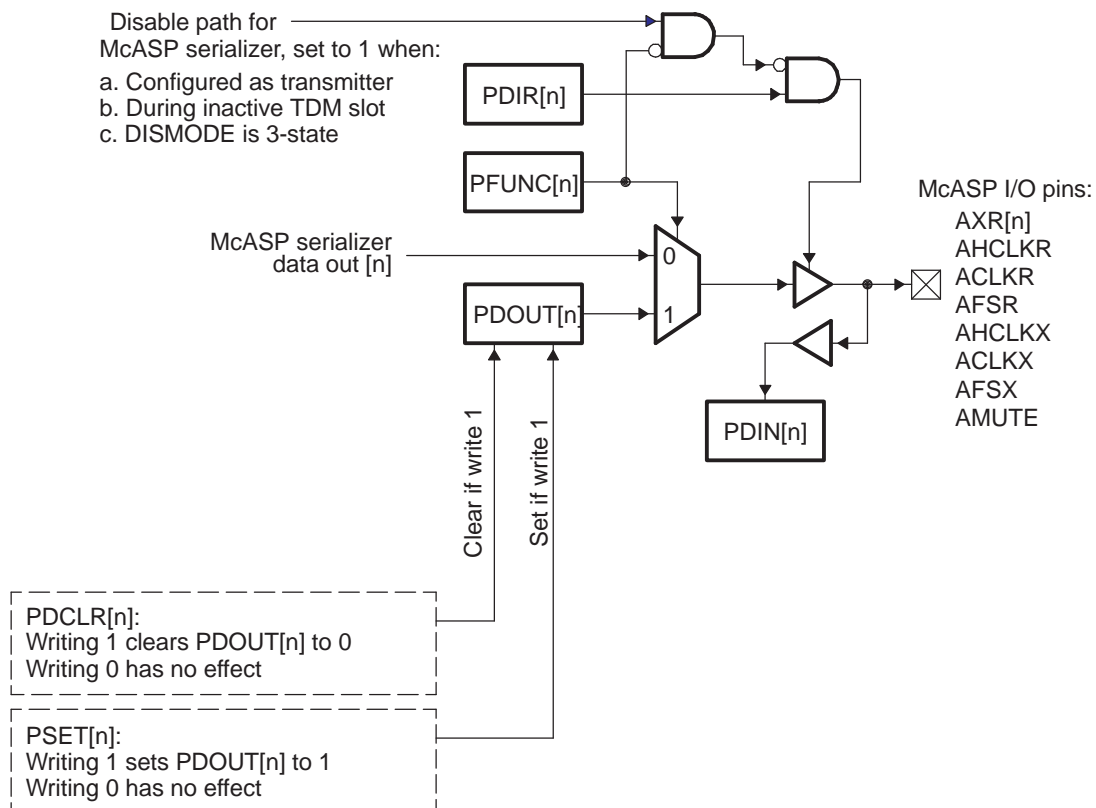 Disable path for
McASP serializer, set to 1 when:
a. Configured as transmitter
b. During inactive TDM slot
c. DISMODE is 3-state
PDIR[n]
PFUNC[n]
McASP serializer
data out [n]
0
1
PDOUT[n]
McASP I/O pins:
AXR[n]
AHCLKR
ACLKR
AFSR
AHCLKX
ACLKX
AFSX
AMUTE
PDIN[n]
Clear if write 1
Set if write 1
PDCLR[n]:
Writing 1 clears PDOUT[n] to 0
Writing 0 has no effect
PSET[n]:
Writing 1 sets PDOUT[n] to 1
Writing 0 has no effect